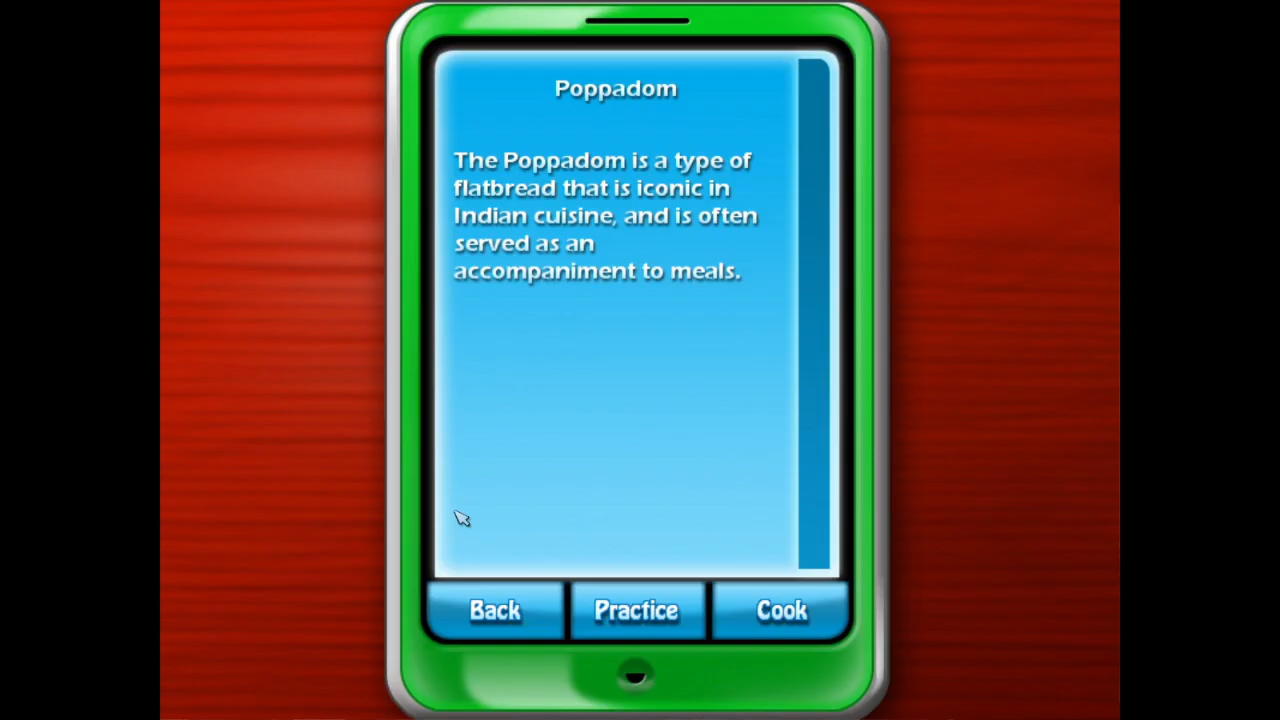 Poppadom
The Poppadom is a type of
flatbread that is iconic in
Indian cuisine, and is often
served as an
accompaniment to meals.
Back
Practice
Cook